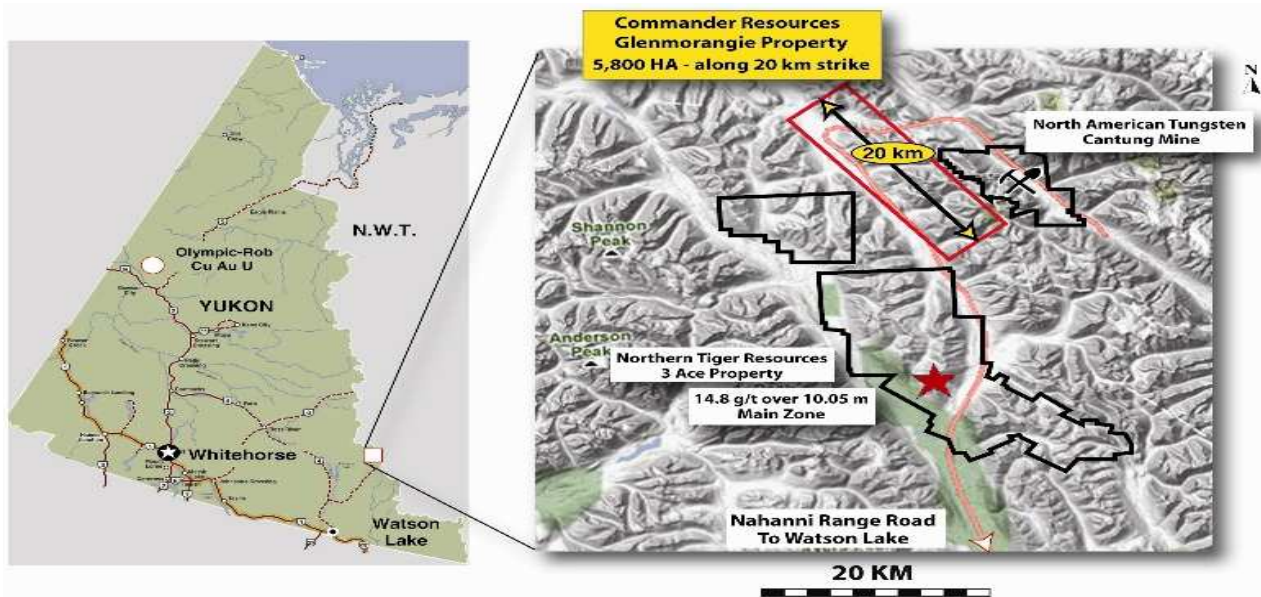 Commander Resources
Glenmorangie Property
5,800 HA - along 20 km strike
N
North American Tungsten
Cantung Mine
20 km
N.W.T.
Shannon
Peak
Olympic-Rob
Cu Au U
YUKON
Anderson
Peak
Northern Tiger Resources
3 Ace Property
14.8 g/t over 10.05 m
Main Zone
Whitehorse
Watson
Lake
Nahanni Range Road
To Watson Lake
20 KM